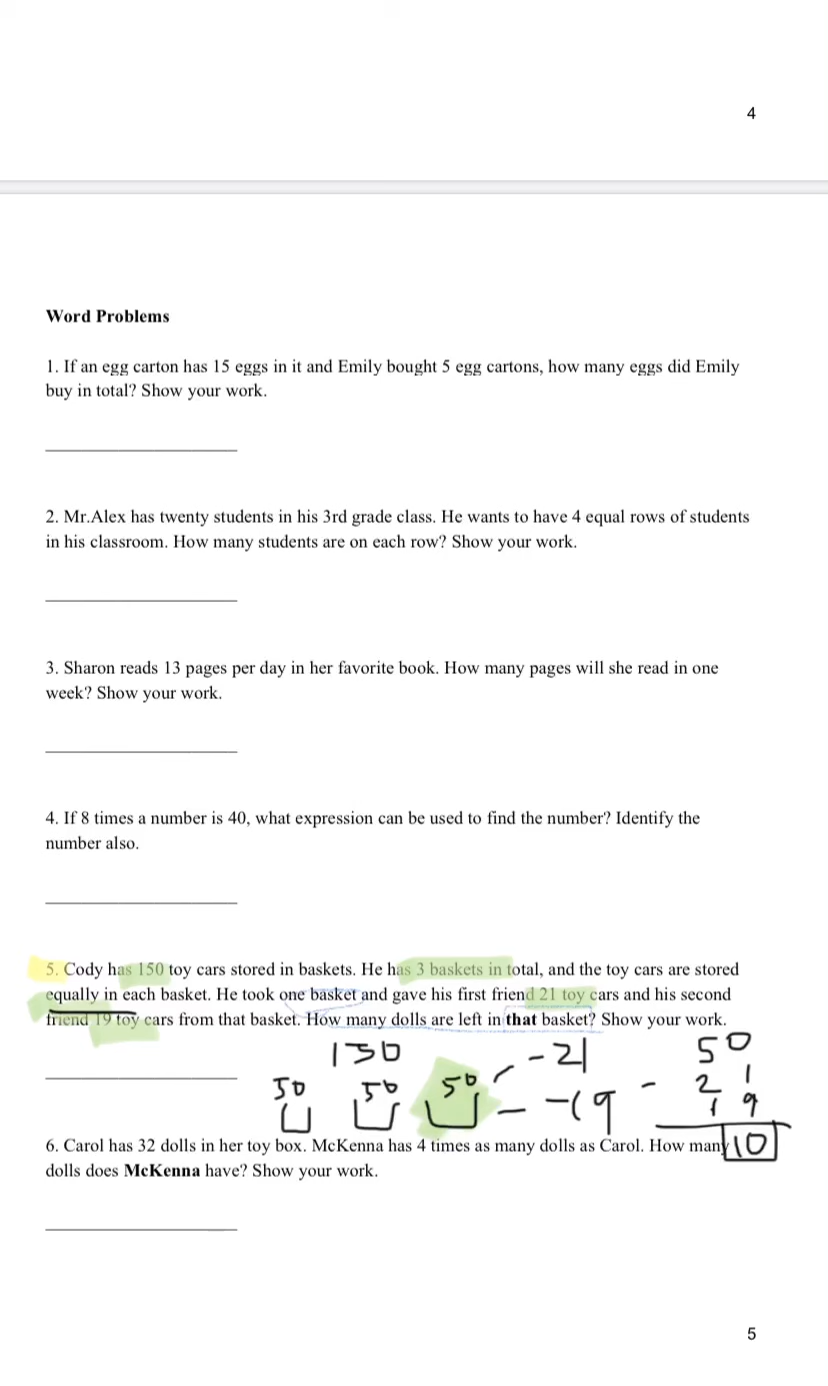 4
Word Problems
1. If an egg carton has 15 eggs in it and Emily bought 5 egg cartons, how many eggs did Emily
buy in total? Show your work.
2. Mr.Alex has twenty students in his 3rd grade class. He wants to have 4 equal rows of students
in his classroom. How many students are on each row? Show your work.
3. Sharon reads 13 pages per day in her favorite book. How many pages will she read in one
week? Show your work.
4. If 8 times a number is 40, what expression can be used to find the number? Identify the
number also.
5. Cody has 150 toy cars stored in baskets. He has 3 baskets in total, and the toy cars are stored
equally in each basket. He took one basket and gave his first friend 21 toy cars and his second
friend 19 toy cars from that basket. How many dolls are left in that basket? Show your work.
150 -21 50
50 50 50 -19 - 21
19
6. Carol has 32 dolls in her toy box. McKenna has 4 times as many dolls as Carol. How many 10
dolls does McKenna have? Show your work.
5